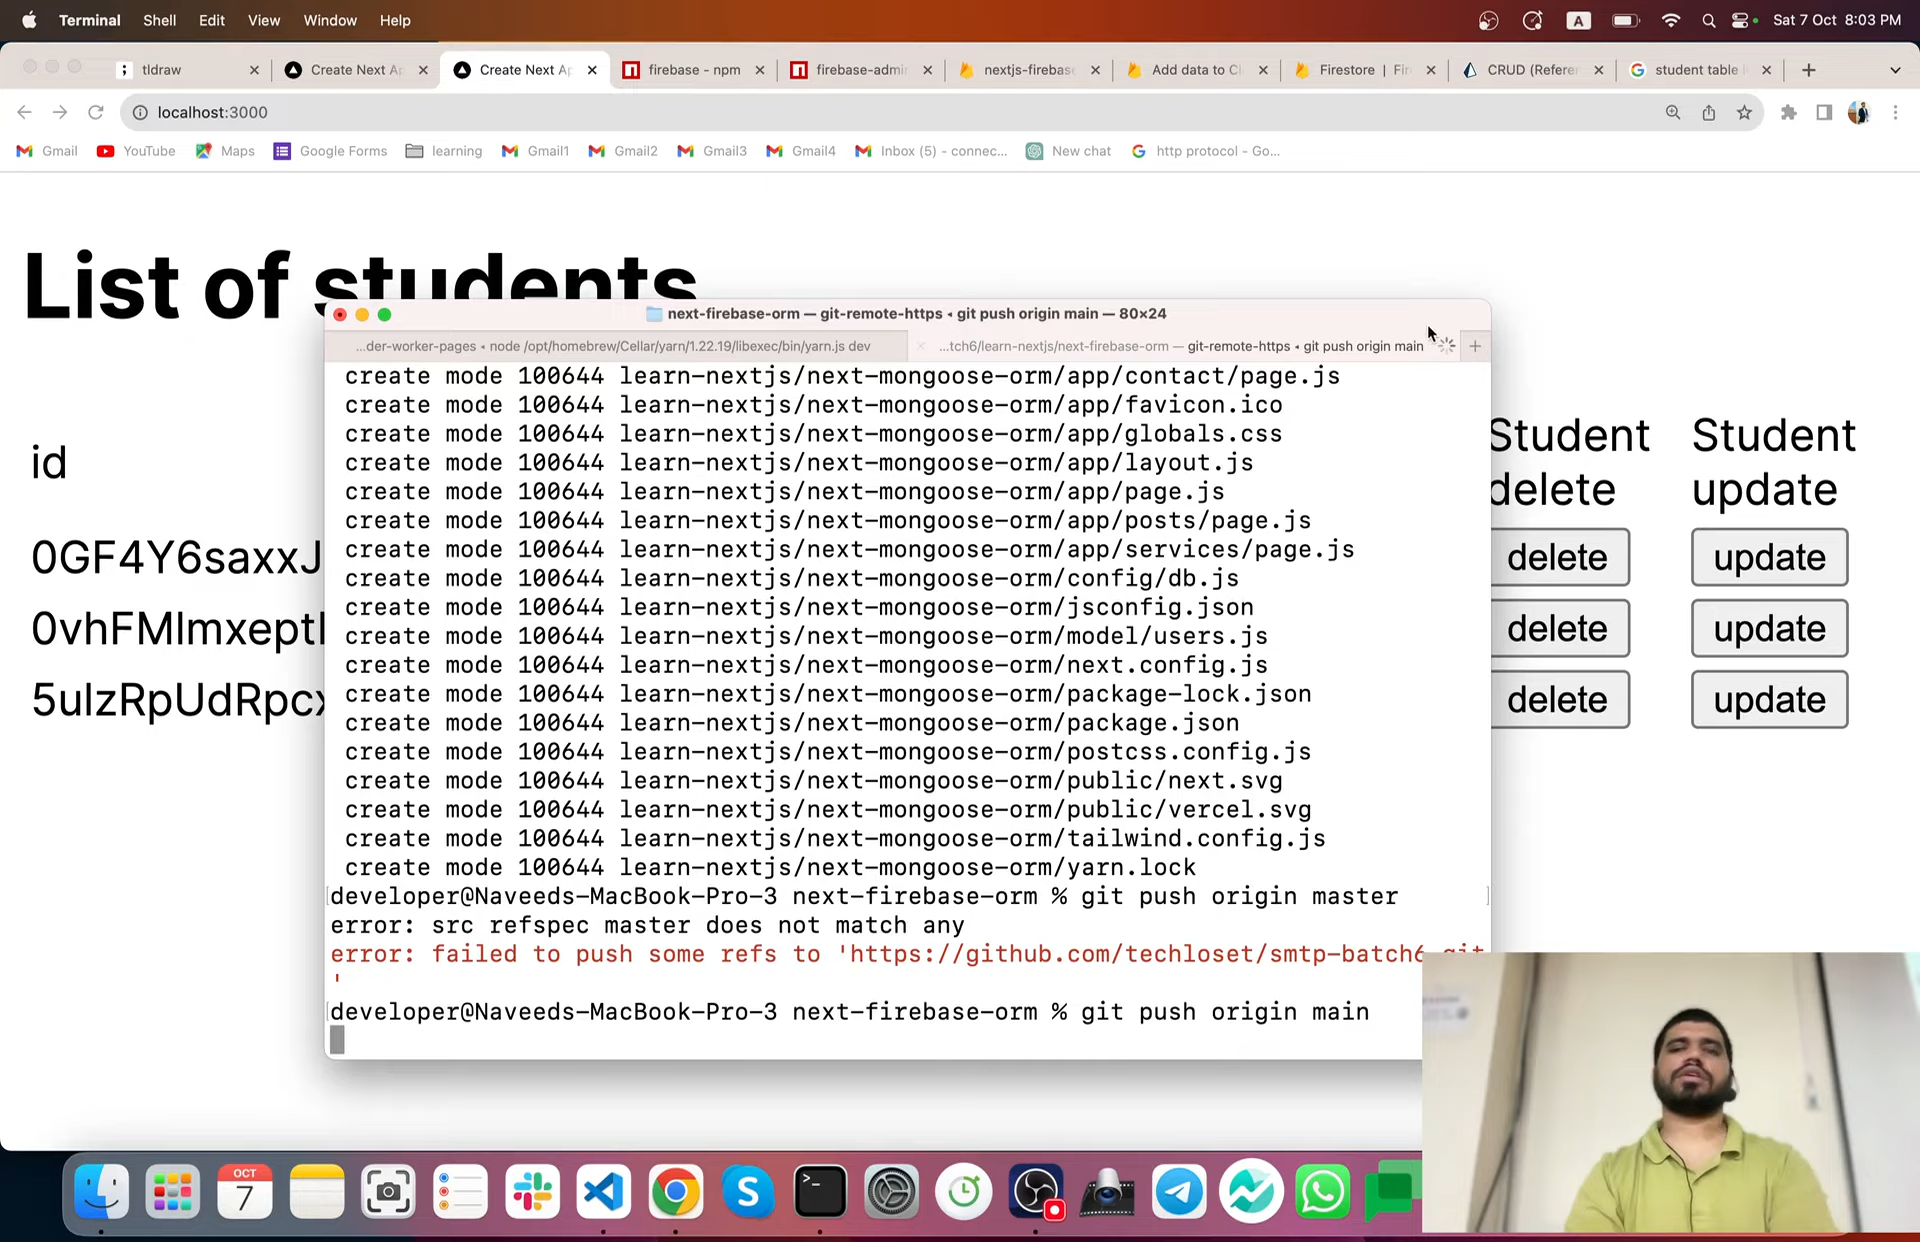 Terminal Shell Edit View Window Help A Sat 7 Oct 8:03 PM
tldraw Create Next Ap Create Next Ap firebase - npm firebase-admi nextjs-firebase Add data to Cl Firestore | Fir CRUD (Refere student table
localhost:3000
Gmail YouTube Maps Google Forms learning Gmail1 Gmail2 Gmail3 Gmail4 Inbox (5) - connec... New chat http protocol - Go...
List of students
next-firebase-orm — git-remote-https ◂ git push origin main — 80×24
...der-worker-pages ◂ node /opt/homebrew/Cellar/yarn/1.22.19/libexec/bin/yarn.js dev ...tch6/learn-nextjs/next-firebase-orm — git-remote-https ◂ git push origin main
create mode 100644 learn-nextjs/next-mongoose-orm/app/contact/page.js
create mode 100644 learn-nextjs/next-mongoose-orm/app/favicon.ico
create mode 100644 learn-nextjs/next-mongoose-orm/app/globals.css
create mode 100644 learn-nextjs/next-mongoose-orm/app/layout.js
create mode 100644 learn-nextjs/next-mongoose-orm/app/page.js
create mode 100644 learn-nextjs/next-mongoose-orm/app/posts/page.js
create mode 100644 learn-nextjs/next-mongoose-orm/app/services/page.js
create mode 100644 learn-nextjs/next-mongoose-orm/config/db.js
create mode 100644 learn-nextjs/next-mongoose-orm/jsconfig.json
create mode 100644 learn-nextjs/next-mongoose-orm/model/users.js
create mode 100644 learn-nextjs/next-mongoose-orm/next.config.js
create mode 100644 learn-nextjs/next-mongoose-orm/package-lock.json
create mode 100644 learn-nextjs/next-mongoose-orm/package.json
create mode 100644 learn-nextjs/next-mongoose-orm/postcss.config.js
create mode 100644 learn-nextjs/next-mongoose-orm/public/next.svg
create mode 100644 learn-nextjs/next-mongoose-orm/public/vercel.svg
create mode 100644 learn-nextjs/next-mongoose-orm/tailwind.config.js
create mode 100644 learn-nextjs/next-mongoose-orm/yarn.lock
developer@Naveeds-MacBook-Pro-3 next-firebase-orm % git push origin master
error: src refspec master does not match any
error: failed to push some refs to 'https://github.com/techloset/smtp-batch6.git
'
developer@Naveeds-MacBook-Pro-3 next-firebase-orm % git push origin main
id
Student delete
Student update
0GF4Y6saxxJ
delete update
0vhFMlmxeptl
delete update
5ulzRpUdRpcx
delete update
OCT
7